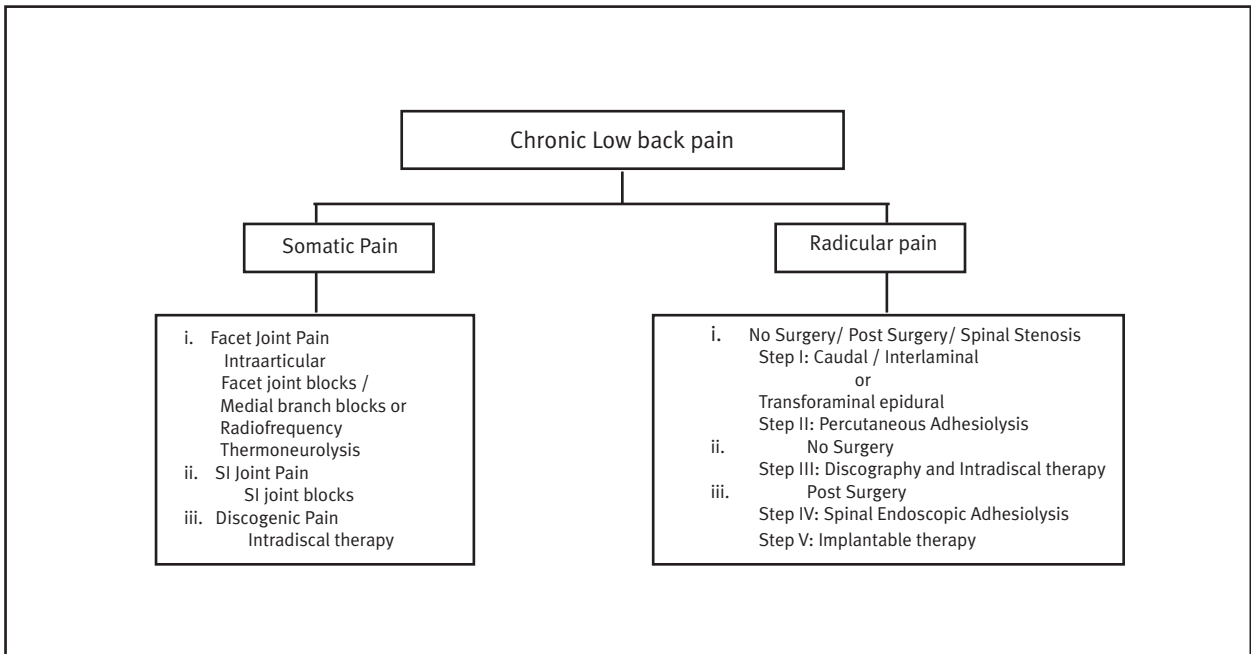 Chronic Low back pain
Somatic Pain
i. Facet Joint Pain
Intraarticular
Facet joint blocks /
Medial branch blocks or
Radiofrequency
Thermoneurolysis
ii. SI Joint Pain
SI joint blocks
iii. Discogenic Pain
Intradiscal therapy
Radicular pain
i. No Surgery/ Post Surgery/ Spinal Stenosis
Step I: Caudal / Interlaminal
or
Transforaminal epidural
Step II: Percutaneous Adhesiolysis
ii. No Surgery
Step III: Discography and Intradiscal therapy
iii. Post Surgery
Step IV: Spinal Endoscopic Adhesiolysis
Step V: Implantable therapy